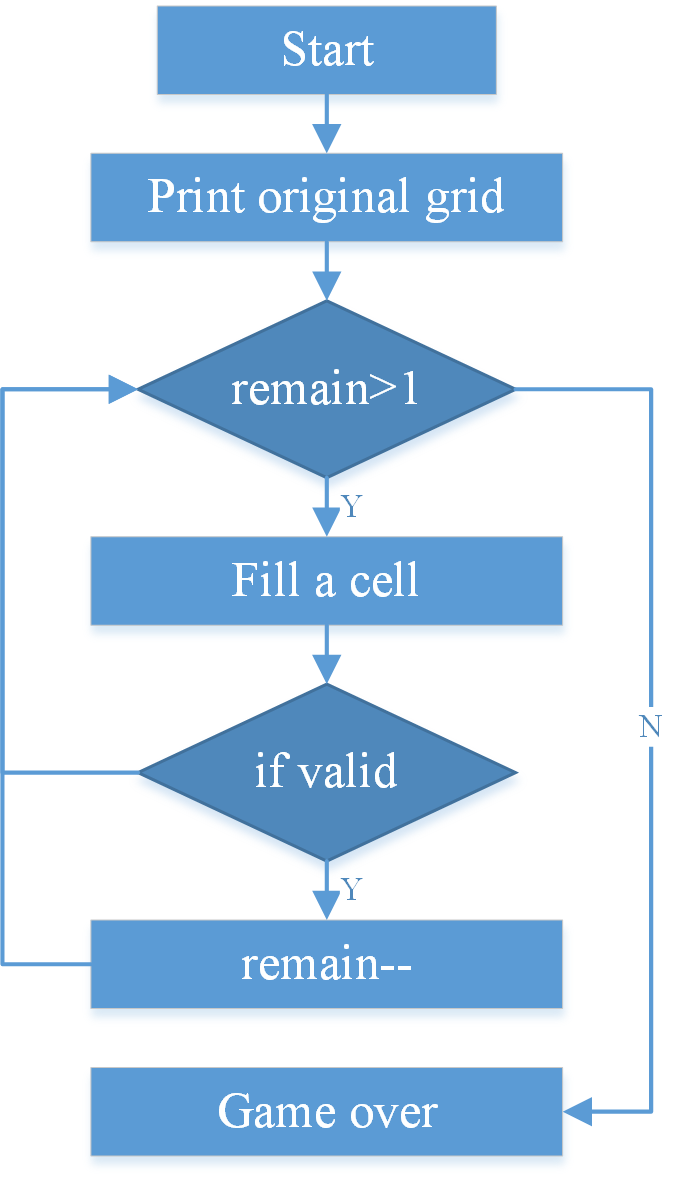 Start
Print original grid
remain>1
Y
Fill a cell
N
if valid
Y
remain--
Game over